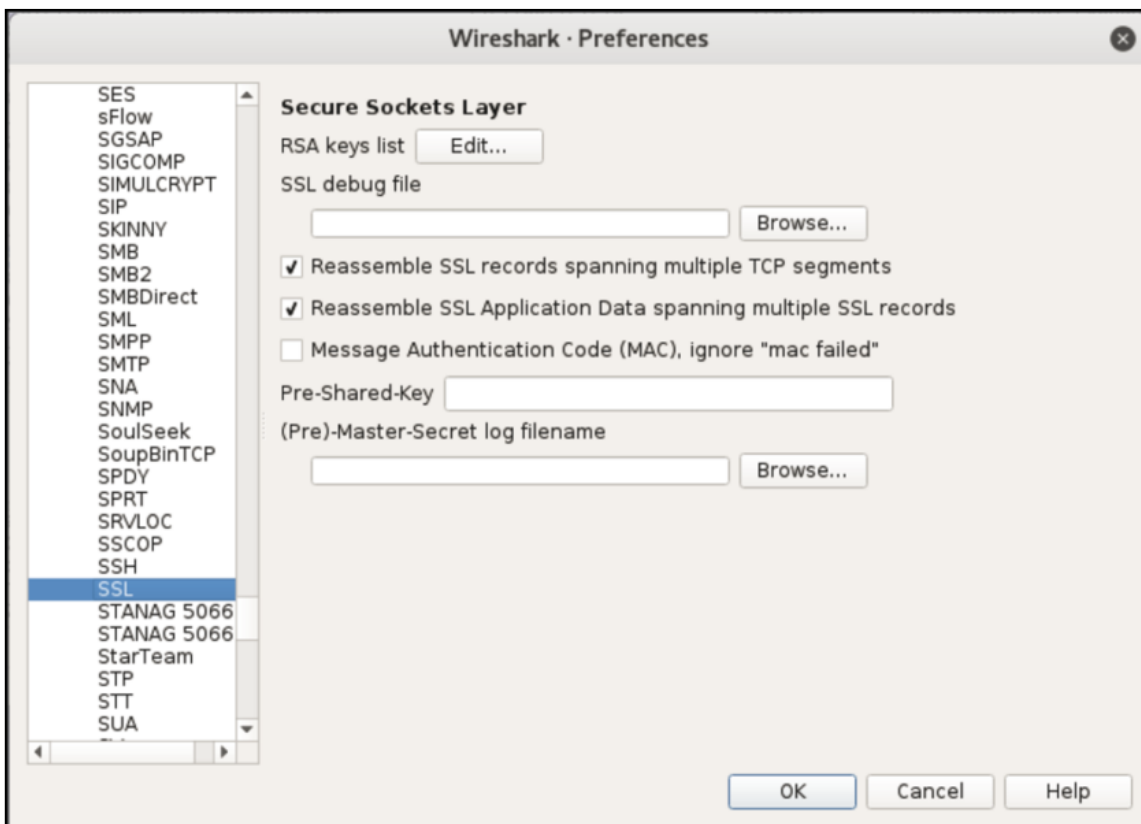 Wireshark · Preferences
SES
sFlow
SGSAP
SIGCOMP
SIMULCRYPT
SIP
SKINNY
SMB
SMB2
SMBDirect
SML
SMPP
SMTP
SNA
SNMP
SoulSeek
SoupBinTCP
SPDY
SPRT
SRVLOC
SSCOP
SSH
SSL
STANAG 5066
STANAG 5066
StarTeam
STP
STT
SUA
Secure Sockets Layer
RSA keys list Edit...
SSL debug file
Browse...
Reassemble SSL records spanning multiple TCP segments
Reassemble SSL Application Data spanning multiple SSL records
Message Authentication Code (MAC), ignore "mac failed"
Pre-Shared-Key
(Pre)-Master-Secret log filename
Browse...
OK Cancel Help